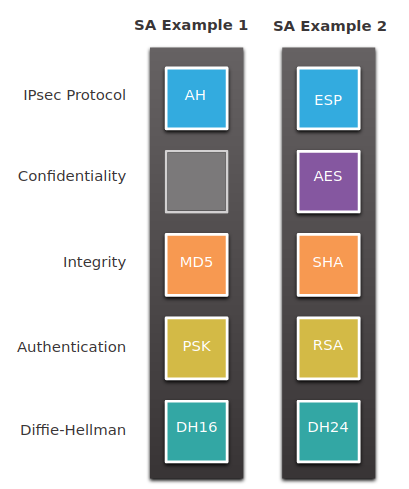 SA Example 1 SA Example 2
IPsec Protocol AH ESP
Confidentiality AES
Integrity MD5 SHA
Authentication PSK RSA
Diffie-Hellman DH16 DH24